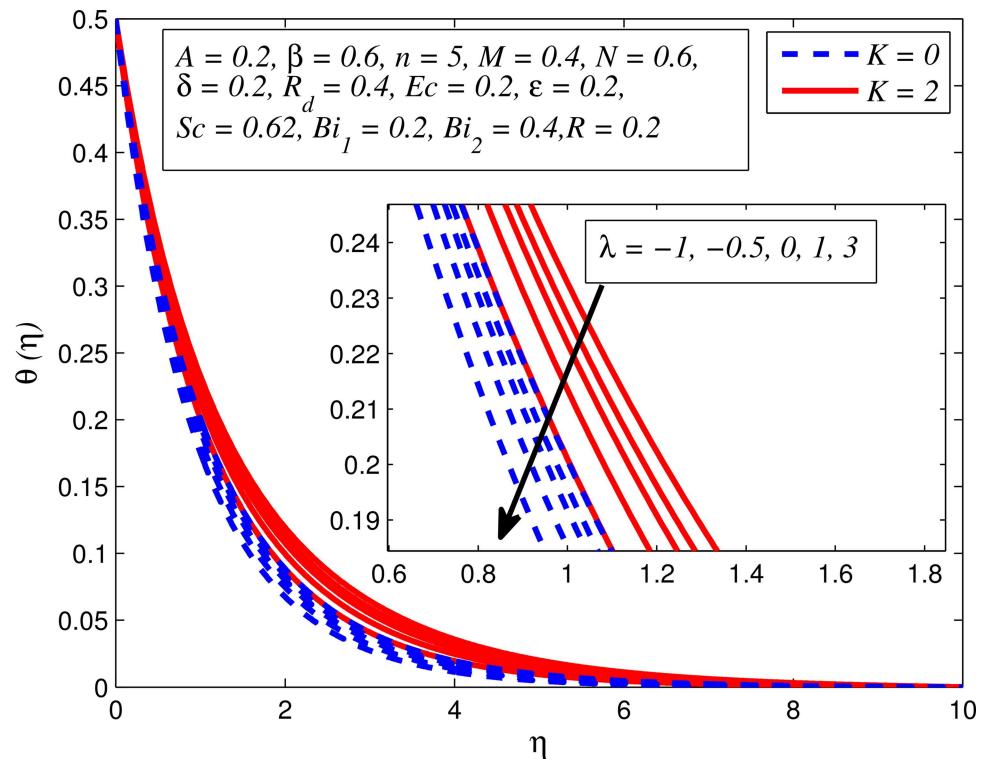 0.5
0.45
0.4
0.35
0.3
0.25
0.2
0.15
0.1
0.05
0
θ (η)
A = 0.2, β = 0.6, n = 5, M = 0.4, N = 0.6,
δ = 0.2, R_d = 0.4, Ec = 0.2, ε = 0.2,
Sc = 0.62, Bi_1 = 0.2, Bi_2 = 0.4,R = 0.2
K = 0
K = 2
λ = −1, −0.5, 0, 1, 3
0.24
0.23
0.22
0.21
0.2
0.19
0.6 0.8 1 1.2 1.4 1.6 1.8
0 2 4 6 8 10
η